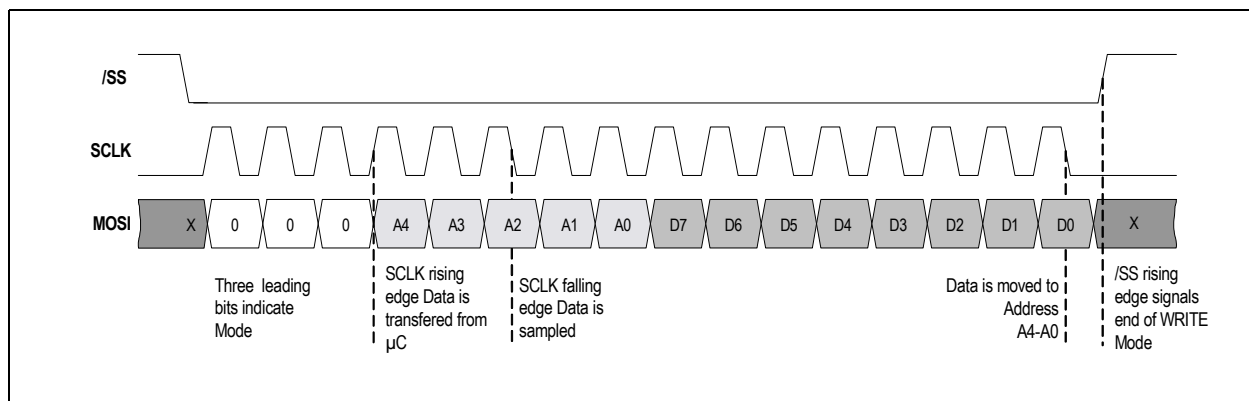 /SS
SCLK
MOSI
X 0 0 0 A4 A3 A2 A1 A0 D7 D6 D5 D4 D3 D2 D1 D0 X
Three leading
bits indicate
Mode
SCLK rising
edge Data is
transfered from
µC
SCLK falling
edge Data is
sampled
Data is moved to
Address
A4-A0
/SS rising
edge signals
end of WRITE
Mode